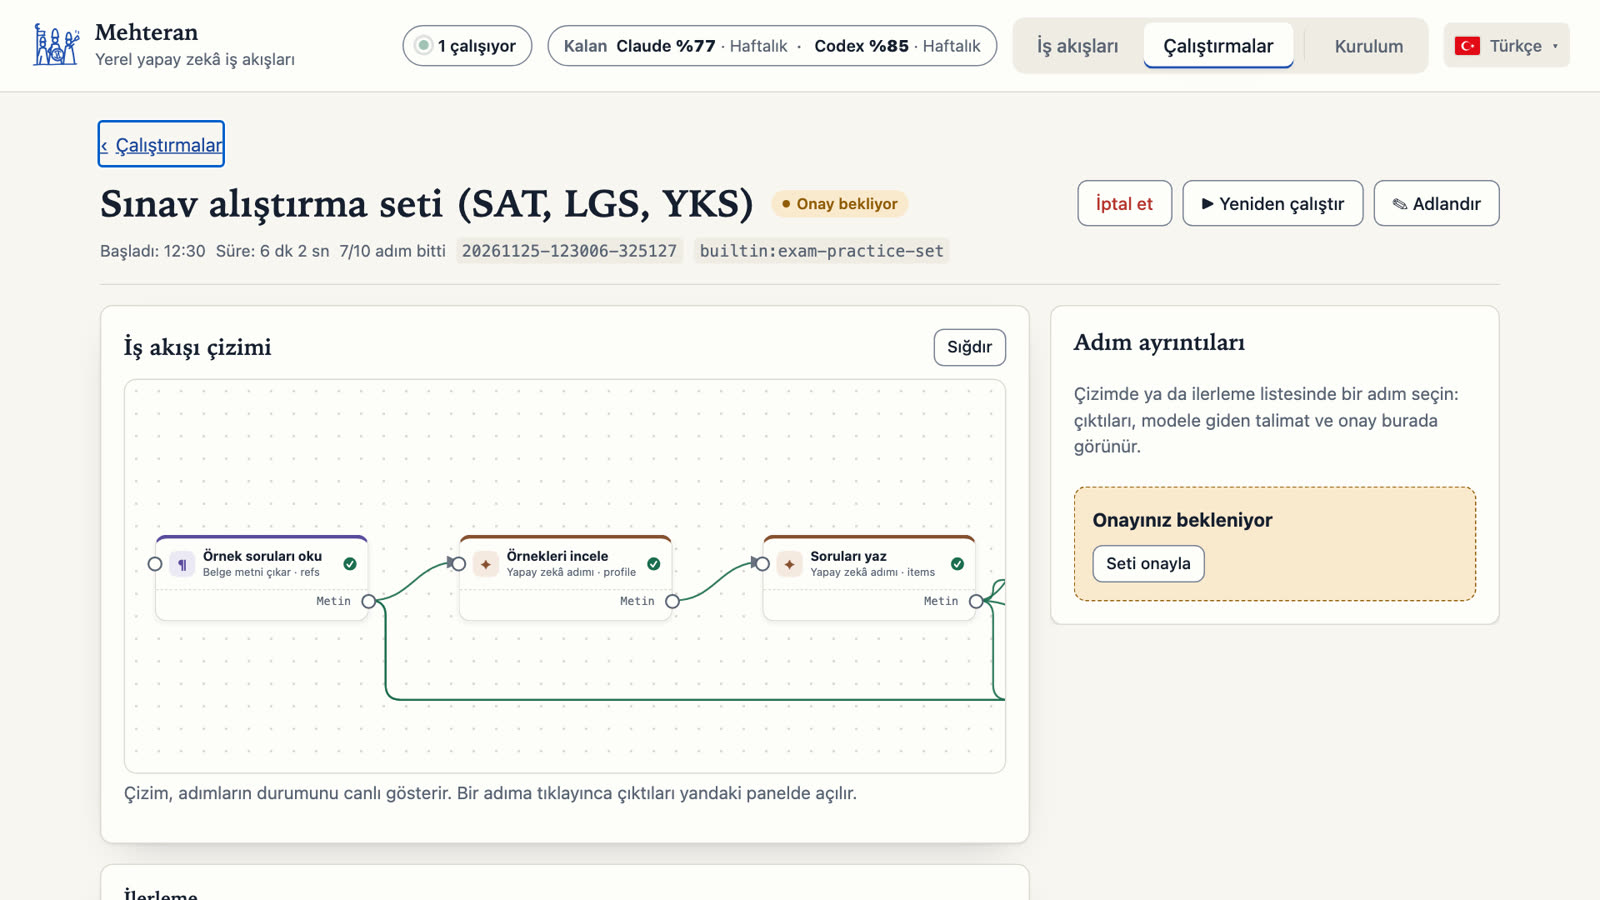 Mehteran
Yerel yapay zekâ iş akışları
1 çalışıyor
Kalan Claude %77 · Haftalık · Codex %85 · Haftalık
İş akışları
Çalıştırmalar
Kurulum
Türkçe
‹ Çalıştırmalar
Sınav alıştırma seti (SAT, LGS, YKS)
Onay bekliyor
İptal et
Yeniden çalıştır
Adlandır
Başladı: 12:30 Süre: 6 dk 2 sn 7/10 adım bitti 20261125-123006-325127 builtin:exam-practice-set
İş akışı çizimi
Sığdır
Örnek soruları oku
Belge metni çıkar · refs
Metin
Örnekleri incele
Yapay zekâ adımı · profile
Metin
Soruları yaz
Yapay zekâ adımı · items
Metin
Çizim, adımların durumunu canlı gösterir. Bir adıma tıklayınca çıktıları yandaki panelde açılır.
Adım ayrıntıları
Çizimde ya da ilerleme listesinde bir adım seçin:
çıktıları, modele giden talimat ve onay burada
görünür.
Onayınız bekleniyor
Seti onayla
İlerleme